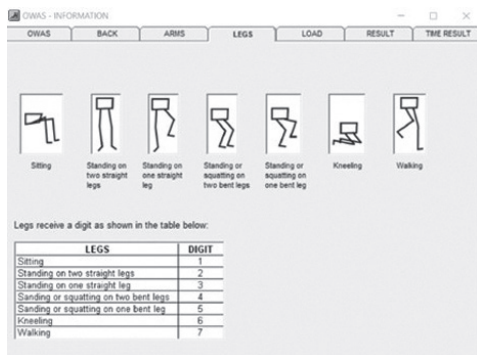 OWAS - INFORMATION
OWAS BACK ARMS LEGS LOAD RESULT TIME RESULT
Sitting
Standing on two straight legs
Standing on one straight leg
Standing or squatting on two bent legs
Standing or squatting on one bent leg
Kneeling
Walking
Legs receive a digit as shown in the table below:
LEGS DIGIT
Sitting 1
Standing on two straight legs 2
Standing on one straight leg 3
Sanding or squatting on two bent legs 4
Sanding or squatting on one bent leg 5
Kneeling 6
Walking 7